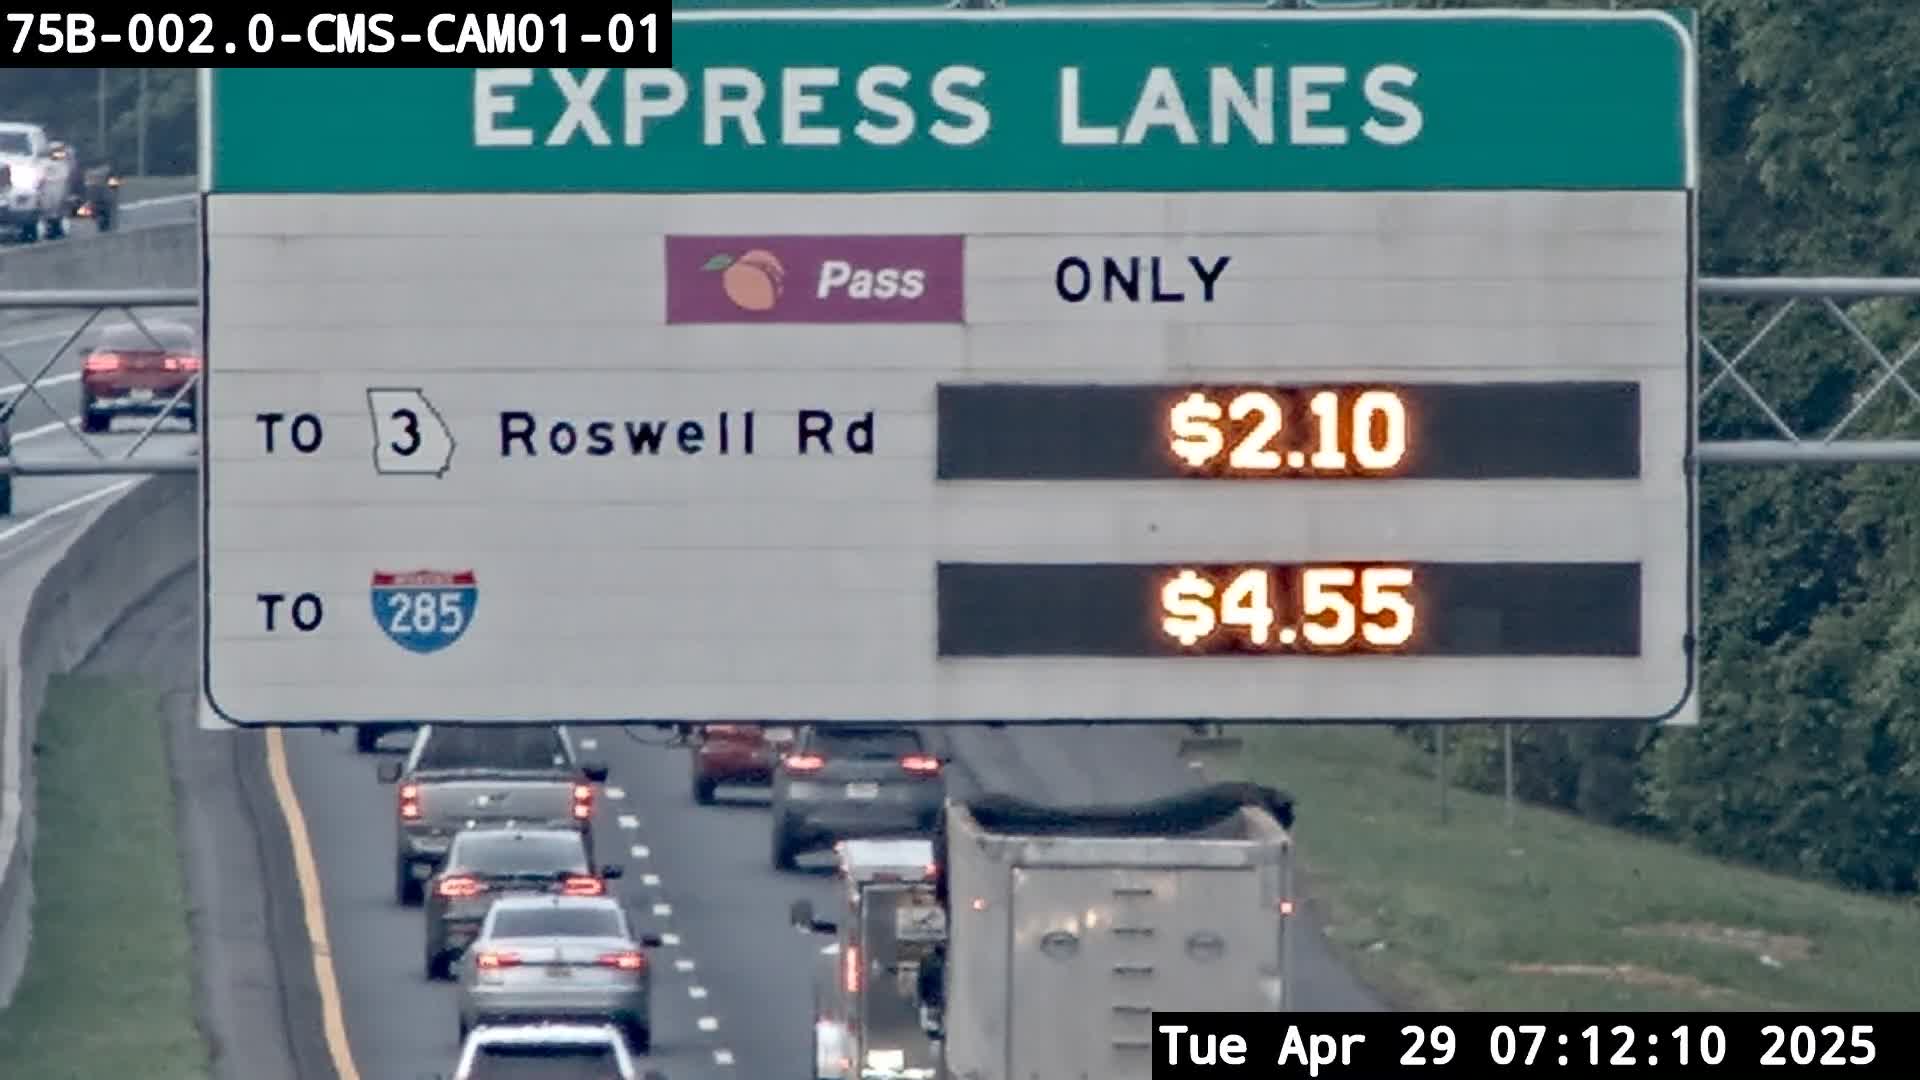 75B-002.0-CMS-CAM01-01
EXPRESS LANES
Pass ONLY
TO 3 Roswell Rd $2.10
TO 285 $4.55
Tue Apr 29 07:12:10 2025